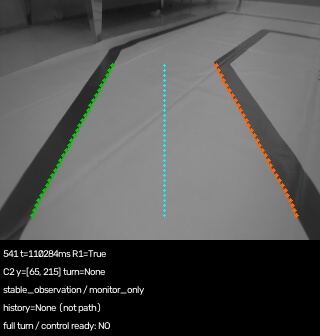 541 t=110284ms R1=True
C2 y=[65, 215] turn=None
stable_observation / monitor_only
history=None (not path)
full turn / control ready: NO